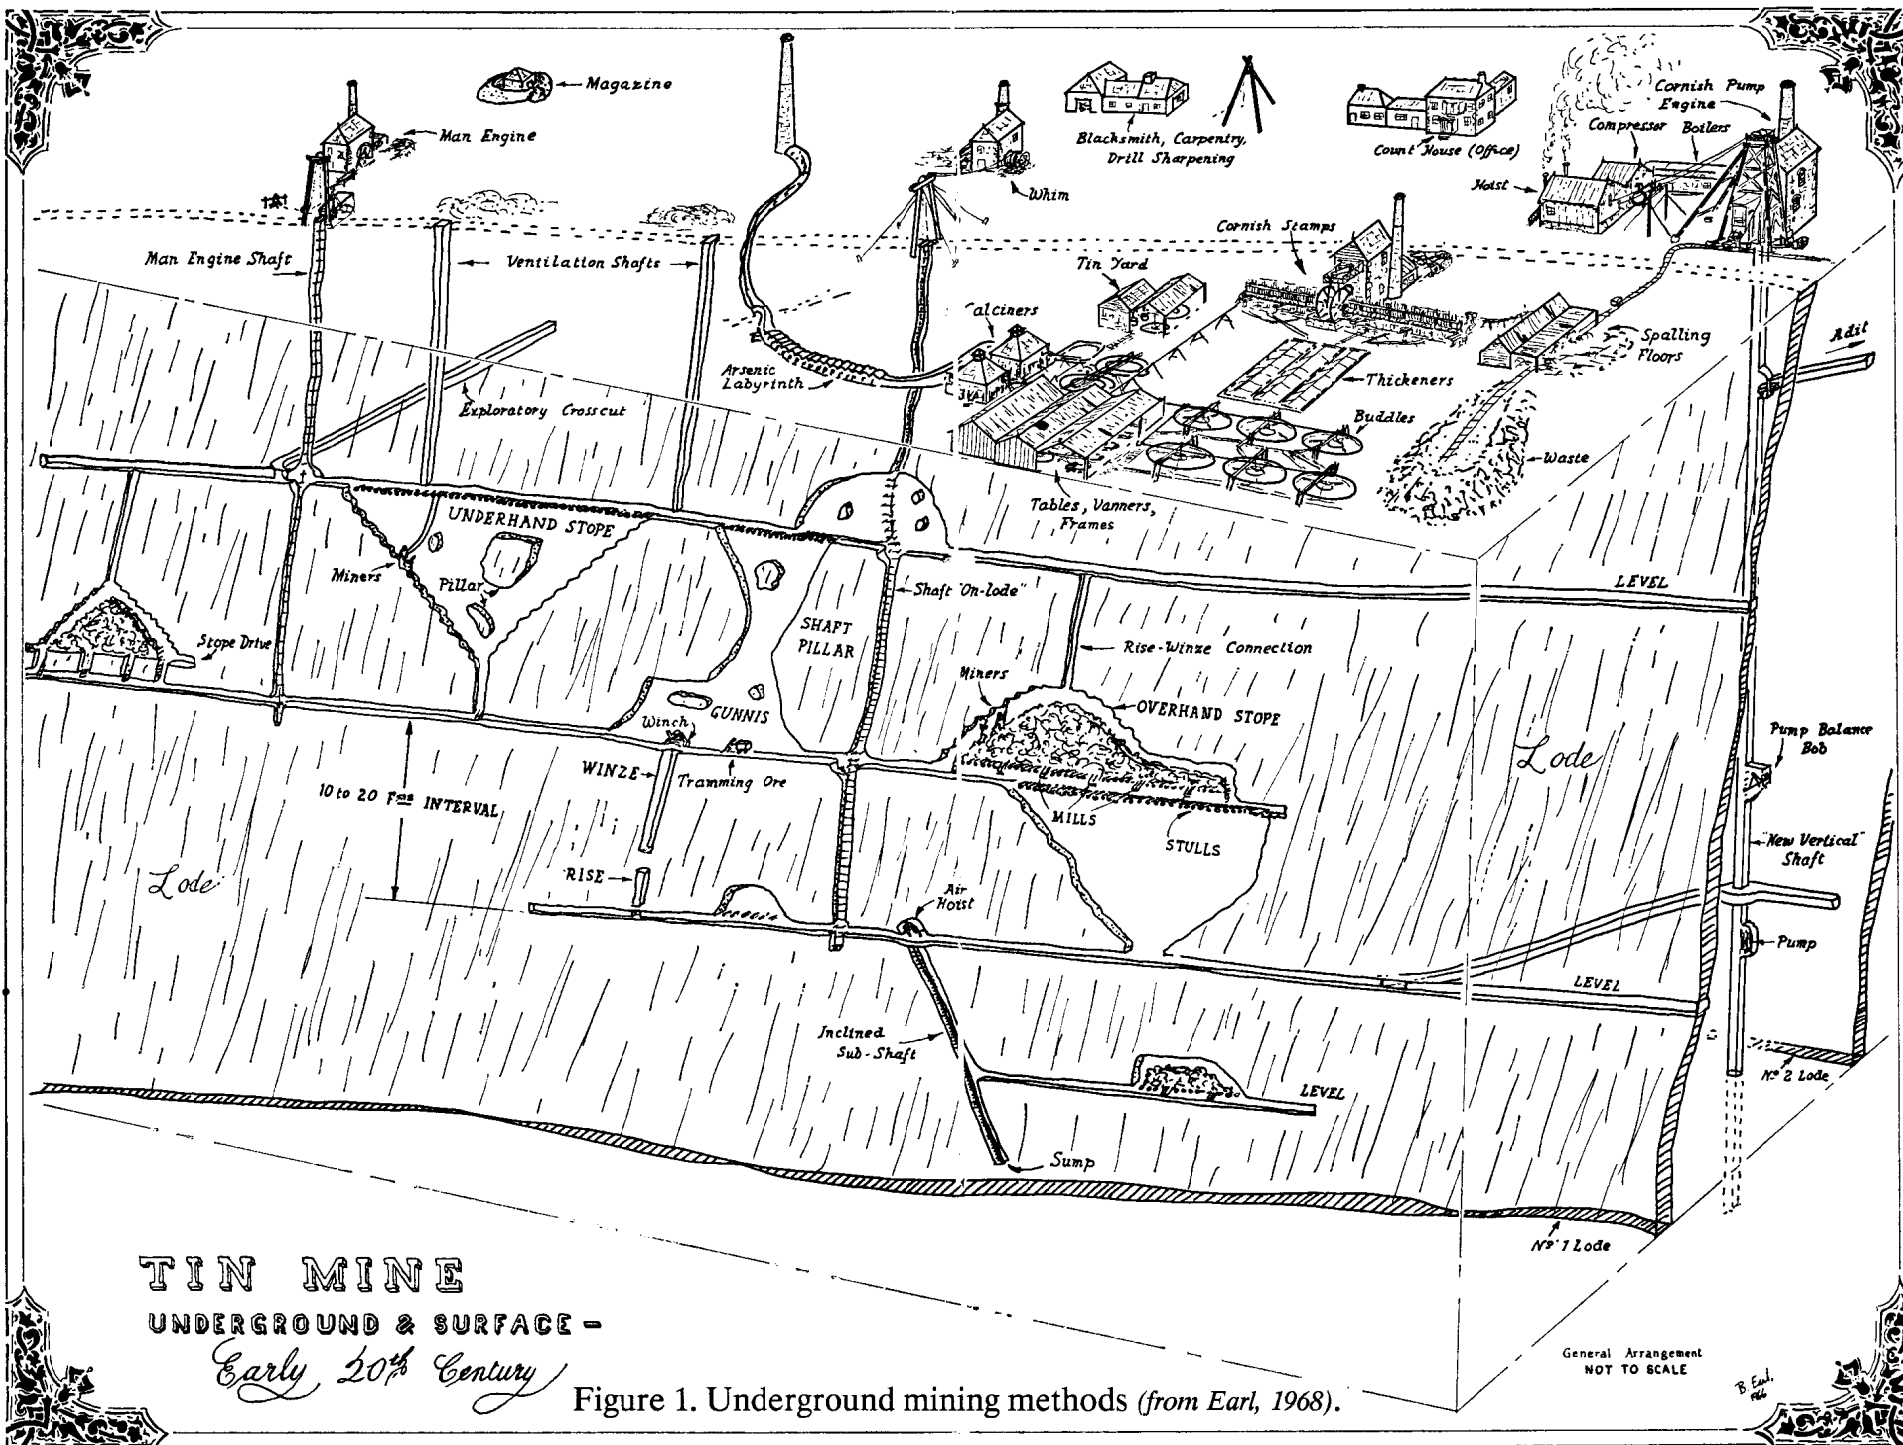 Magazine
Man Engine
Whim
Blacksmith, Carpentry,
Drill Sharpening
Count House (Office)
Cornish Pump
Engine
Compressor Boilers
Hoist
Man Engine Shaft
Ventilation Shafts
Cornish Stamps
Tin Yard
alciners
Arsenic
Labyrinth
Spalling
Floors
Adit
Thickeners
Exploratory Crosscut
Buddles
Waste
Tables, Vanners,
Frames
UNDERHAND STOPE
Miners
Pillar
Shaft "On-lode"
LEVEL
SHAFT
PILLAR
Stope Drive
Rise-Winze Connection
Miners
OVERHAND STOPE
GUNNIS
Winch
WINZE
Tramming Ore
Lode
Pump Balance
Bob
10 to 20 Fms INTERVAL
MILLS
STULLS
"New Vertical"
Shaft
Lode
RISE
Air
Hoist
Pump
LEVEL
Inclined
Sub-Shaft
LEVEL
No 2 Lode
Sump
No 1 Lode
TIN MINE
UNDERGROUND & SURFACE -
Early 20th Century
General Arrangement
NOT TO SCALE
B. Earl.
1966
Figure 1. Underground mining methods (from Earl, 1968).